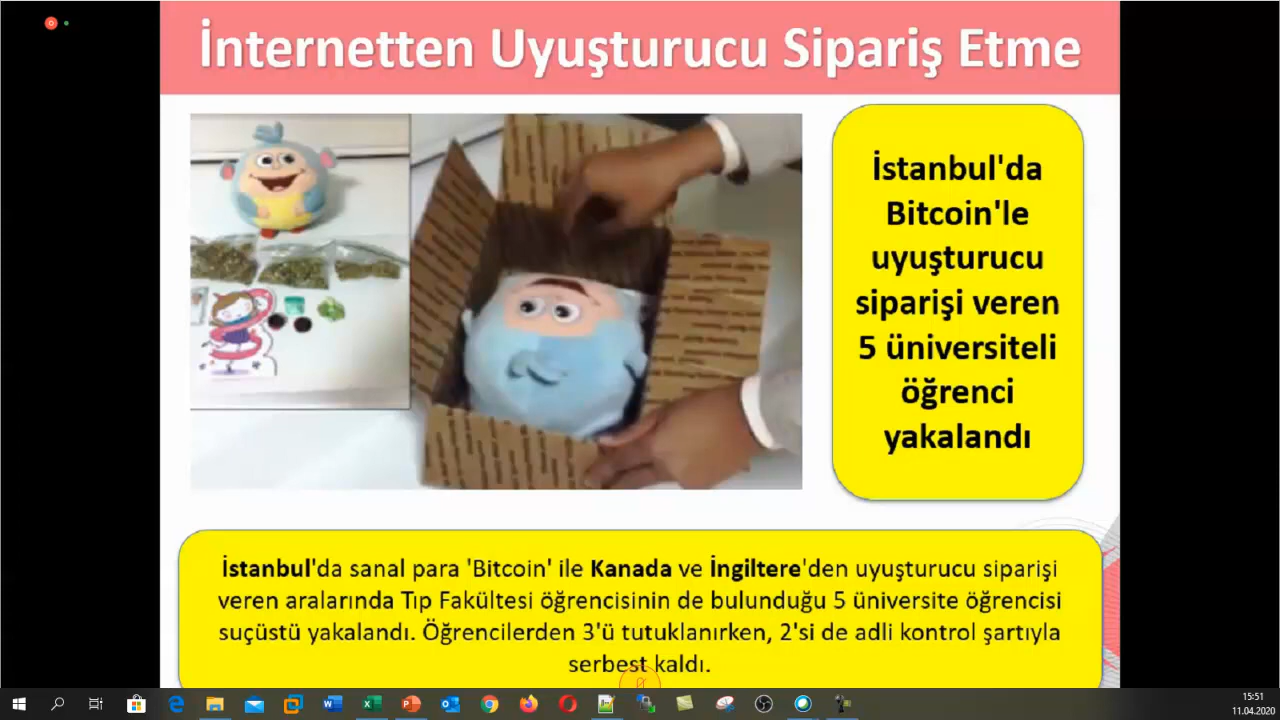 İnternetten Uyuşturucu Sipariş Etme
İstanbul'da
Bitcoin'le
uyuşturucu
siparişi veren
5 üniversiteli
öğrenci
yakalandı
İstanbul'da sanal para 'Bitcoin' ile Kanada ve İngiltere'den uyuşturucu siparişi
veren aralarında Tıp Fakültesi öğrencisinin de bulunduğu 5 üniversite öğrencisi
suçüstü yakalandı. Öğrencilerden 3'ü tutuklanırken, 2'si de adli kontrol şartıyla
serbest kaldı.
15:51
11.04.2020